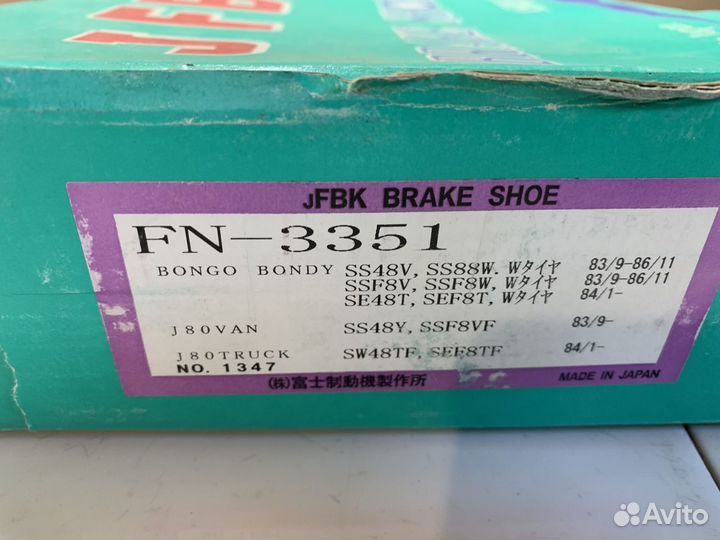 JFB
JFBK BRAKE SHOE
FN-3351
BONGO BONDY SS48V, SS88W. Wタイヤ 83/9-86/11
SSF8V, SSF8W, Wタイヤ 83/9-86/11
SE48T, SEF8T, Wタイヤ 84/1-
J80VAN SS48Y, SSF8VF 83/9-
J80TRUCK SW48TF, SEF8TF 84/1-
NO. 1347
(株)富士制動機製作所 MADE IN JAPAN
Avito